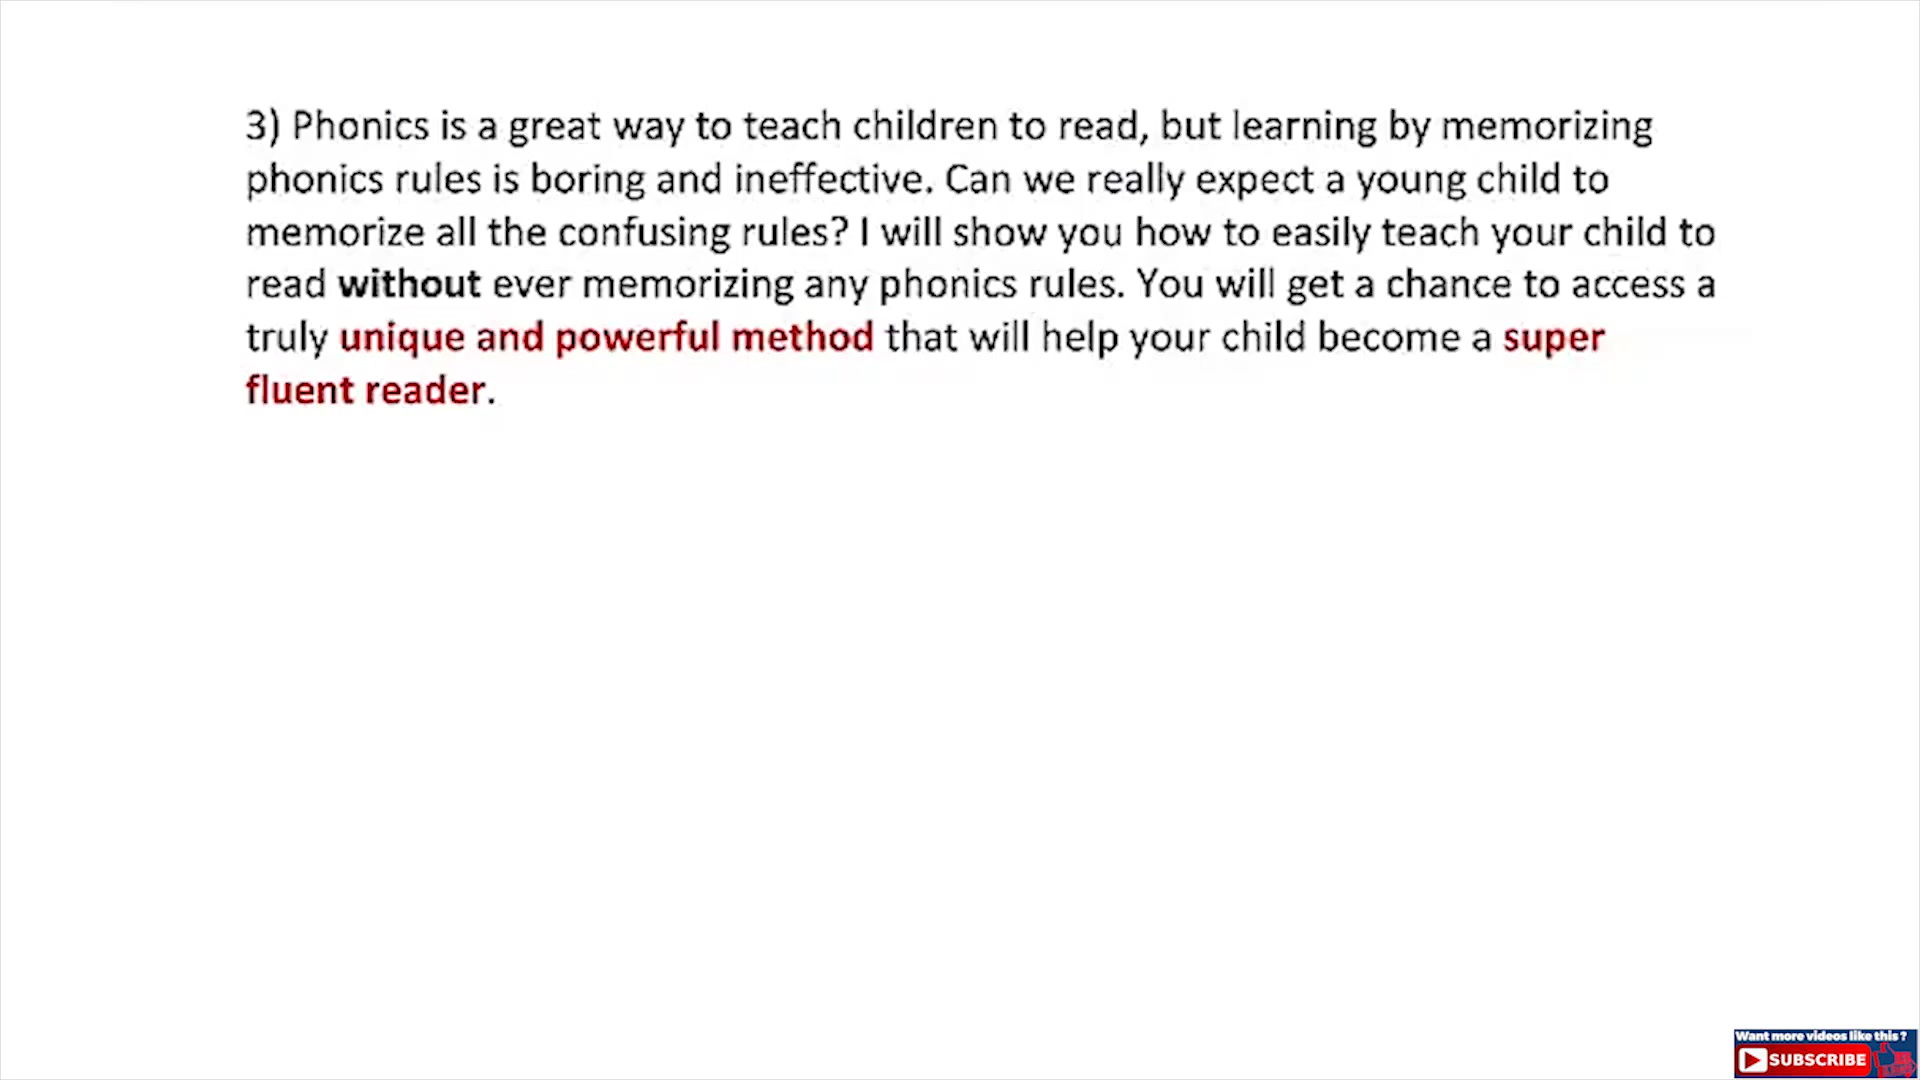 3) Phonics is a great way to teach children to read, but learning by memorizing
phonics rules is boring and ineffective. Can we really expect a young child to
memorize all the confusing rules? I will show you how to easily teach your child to
read without ever memorizing any phonics rules. You will get a chance to access a
truly unique and powerful method that will help your child become a super
fluent reader.
Want more videos like this ?
SUBSCRIBE